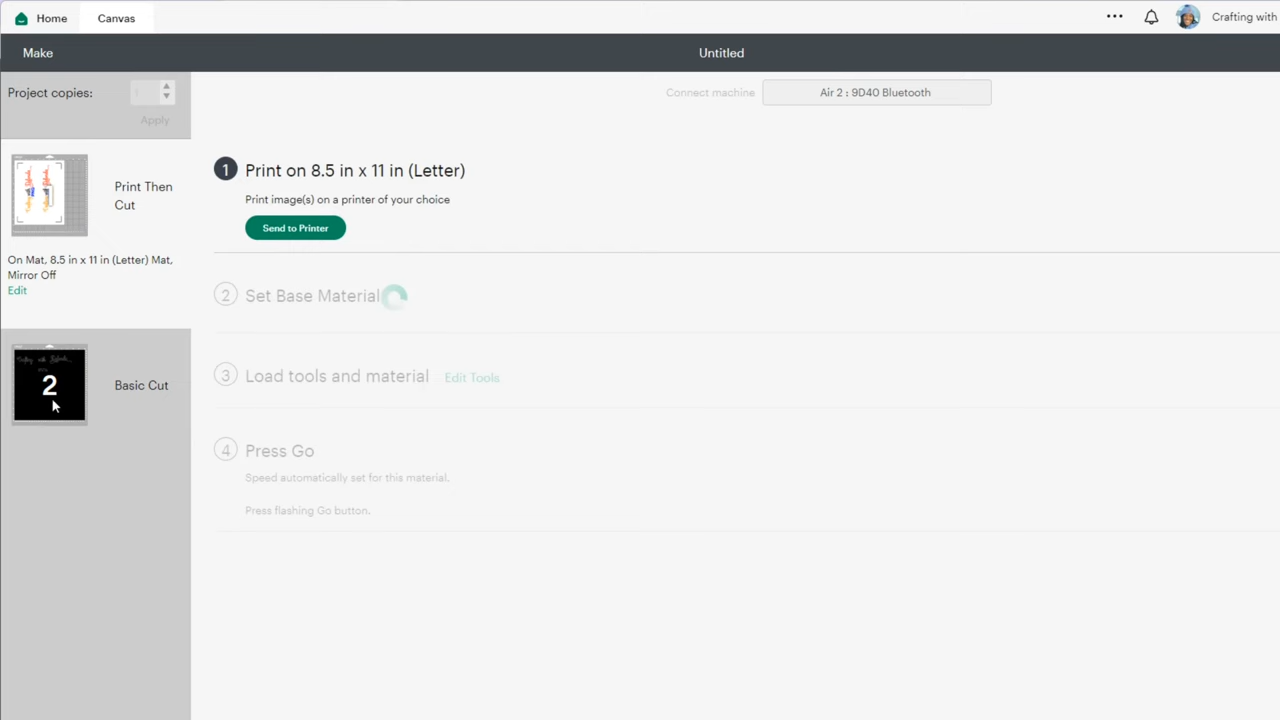 Home
Canvas
Crafting with
Make
Untitled
Project copies:
Apply
Connect machine
Air 2 : 9D40 Bluetooth
1 Print on 8.5 in x 11 in (Letter)
Print image(s) on a printer of your choice
Send to Printer
Print Then
Cut
On Mat, 8.5 in x 11 in (Letter) Mat,
Mirror Off
Edit
2 Set Base Material
2
Basic Cut
3 Load tools and material Edit Tools
4 Press Go
Speed automatically set for this material.
Press flashing Go button.